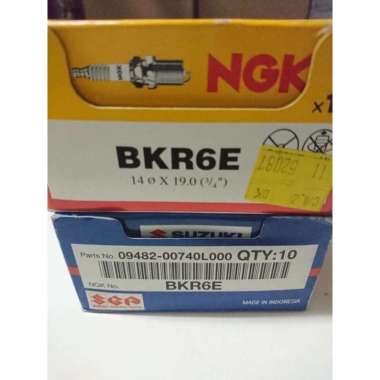 NGK
x1
BKR6E
14 ø X 19.0 (3/4")
SUZUKI
Parts No. 09482-00740L000 QTY:10
NGK No. BKR6E
SGP
MADE IN INDONESIA